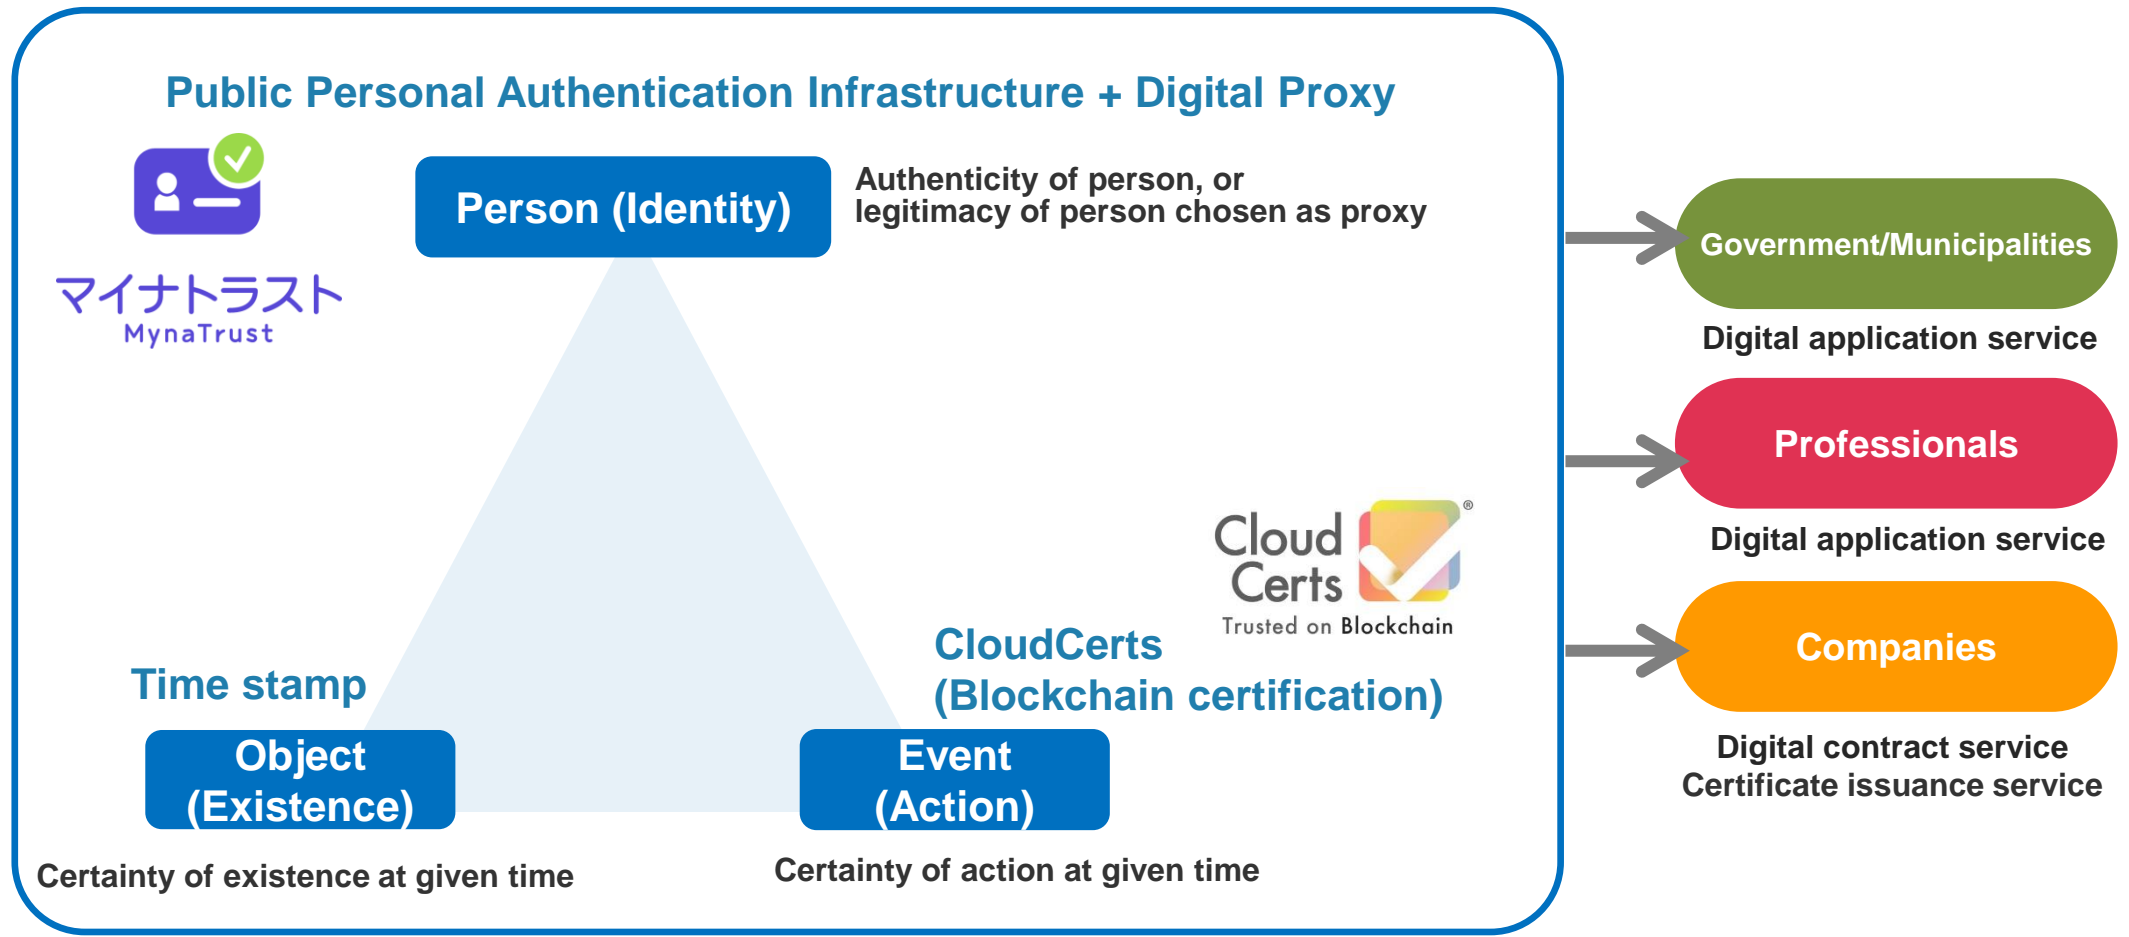 Public Personal Authentication Infrastructure + Digital Proxy
マイナトラスト
MynaTrust
Person (Identity)
Authenticity of person, or
legitimacy of person chosen as proxy
Cloud
Certs
®
Trusted on Blockchain
Time stamp
Object
(Existence)
Certainty of existence at given time
CloudCerts
(Blockchain certification)
Event
(Action)
Certainty of action at given time
Government/Municipalities
Digital application service
Professionals
Digital application service
Companies
Digital contract service
Certificate issuance service